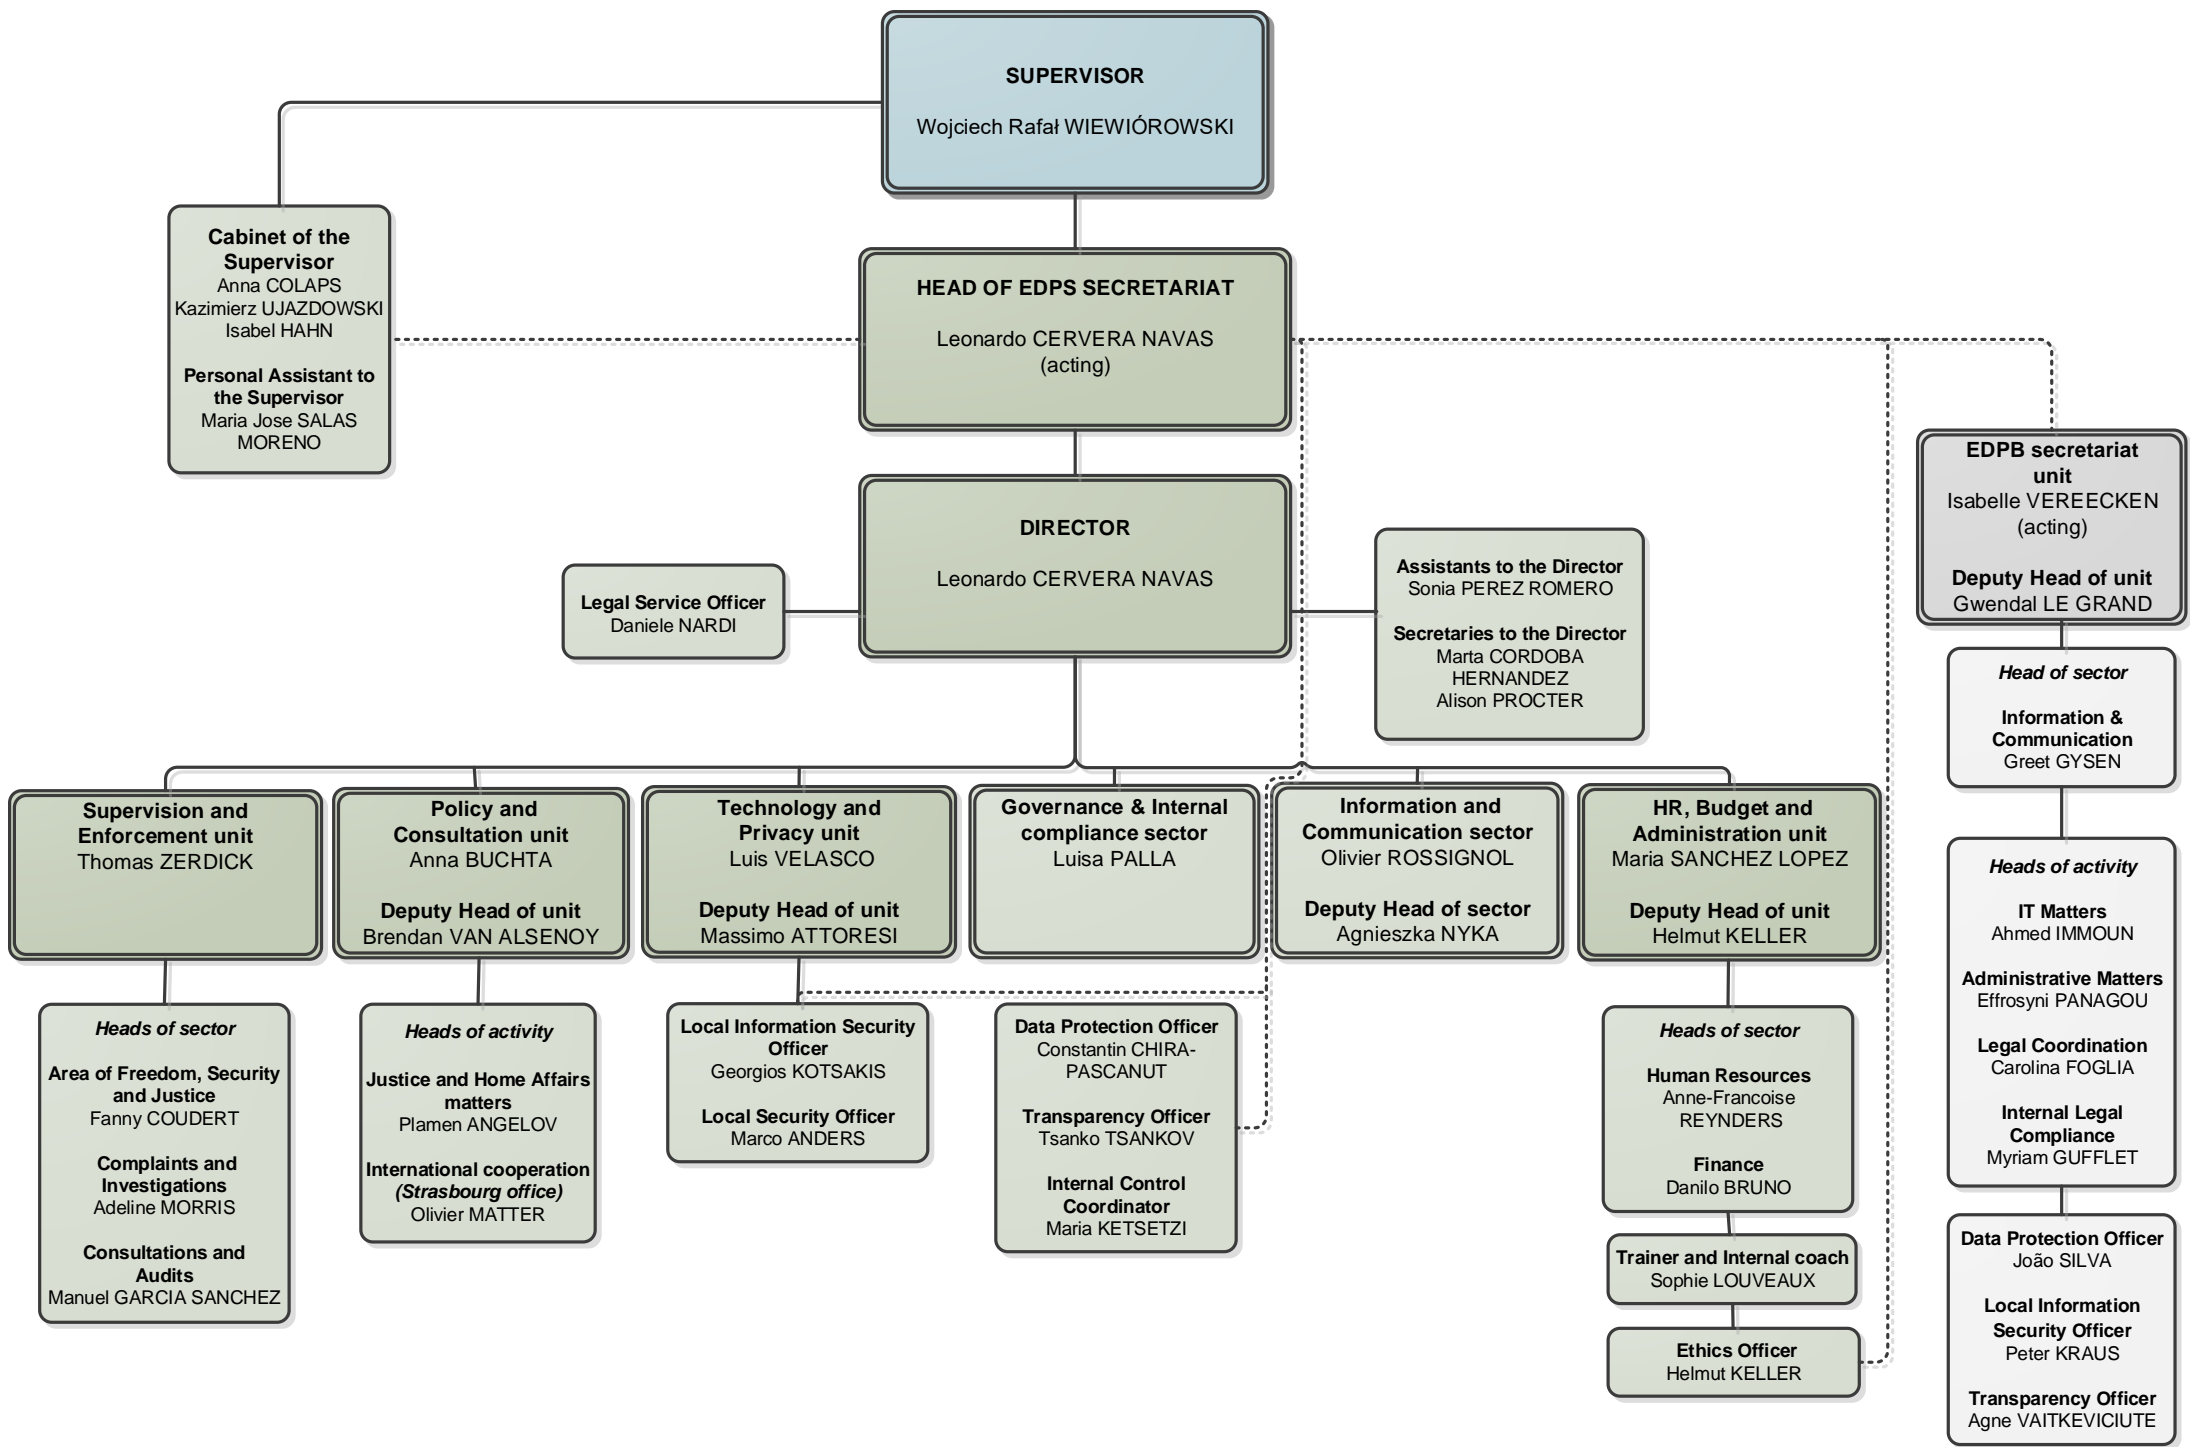 SUPERVISOR
Wojciech Rafał WIEWIÓROWSKI
Cabinet of the
Supervisor
Anna COLAPS
Kazimierz UJAZDOWSKI
Isabel HAHN
Personal Assistant to
the Supervisor
Maria Jose SALAS
MORENO
HEAD OF EDPS SECRETARIAT
Leonardo CERVERA NAVAS
(acting)
DIRECTOR
Leonardo CERVERA NAVAS
Legal Service Officer
Daniele NARDI
Assistants to the Director
Sonia PEREZ ROMERO
Secretaries to the Director
Marta CORDOBA
HERNANDEZ
Alison PROCTER
EDPB secretariat
unit
Isabelle VEREECKEN
(acting)
Deputy Head of unit
Gwendal LE GRAND
Head of sector
Information &
Communication
Greet GYSEN
Heads of activity
IT Matters
Ahmed IMMOUN
Administrative Matters
Effrosyni PANAGOU
Legal Coordination
Carolina FOGLIA
Internal Legal
Compliance
Myriam GUFFLET
Data Protection Officer
João SILVA
Local Information
Security Officer
Peter KRAUS
Transparency Officer
Agne VAITKEVICIUTE
Supervision and
Enforcement unit
Thomas ZERDICK
Heads of sector
Area of Freedom, Security
and Justice
Fanny COUDERT
Complaints and
Investigations
Adeline MORRIS
Consultations and
Audits
Manuel GARCIA SANCHEZ
Policy and
Consultation unit
Anna BUCHTA
Deputy Head of unit
Brendan VAN ALSENOY
Heads of activity
Justice and Home Affairs
matters
Plamen ANGELOV
International cooperation
(Strasbourg office)
Olivier MATTER
Technology and
Privacy unit
Luis VELASCO
Deputy Head of unit
Massimo ATTORESI
Local Information Security
Officer
Georgios KOTSAKIS
Local Security Officer
Marco ANDERS
Governance & Internal
compliance sector
Luisa PALLA
Data Protection Officer
Constantin CHIRA-
PASCANUT
Transparency Officer
Tsanko TSANKOV
Internal Control
Coordinator
Maria KETSETZI
Information and
Communication sector
Olivier ROSSIGNOL
Deputy Head of sector
Agnieszka NYKA
HR, Budget and
Administration unit
Maria SANCHEZ LOPEZ
Deputy Head of unit
Helmut KELLER
Heads of sector
Human Resources
Anne-Francoise
REYNDERS
Finance
Danilo BRUNO
Trainer and Internal coach
Sophie LOUVEAUX
Ethics Officer
Helmut KELLER